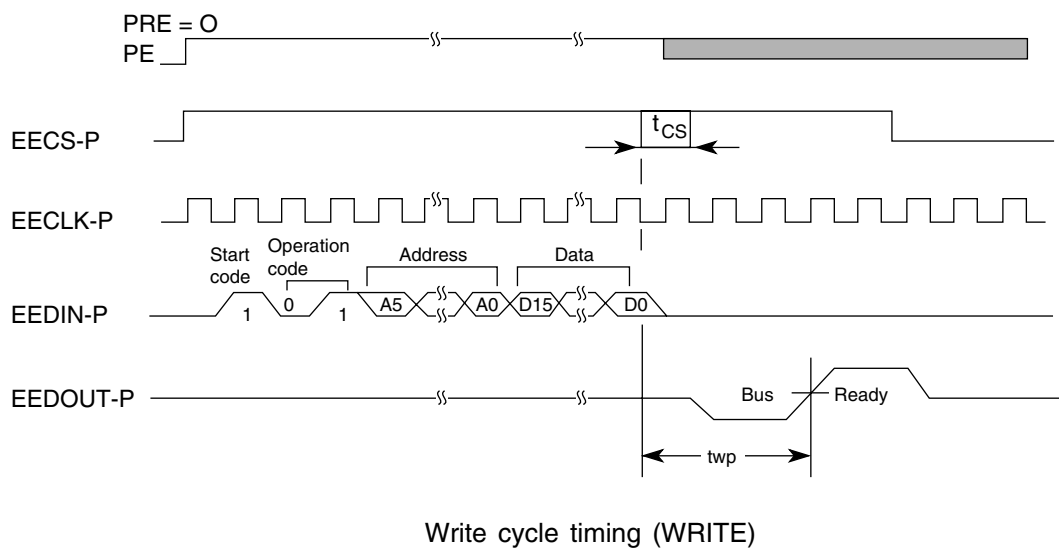 PRE = O
PE
EECS-P
tCS
EECLK-P
Start code
Operation code
Address
Data
EEDIN-P
1
0
1
A5
A0
D15
D0
EEDOUT-P
Bus
Ready
twp
Write cycle timing (WRITE)